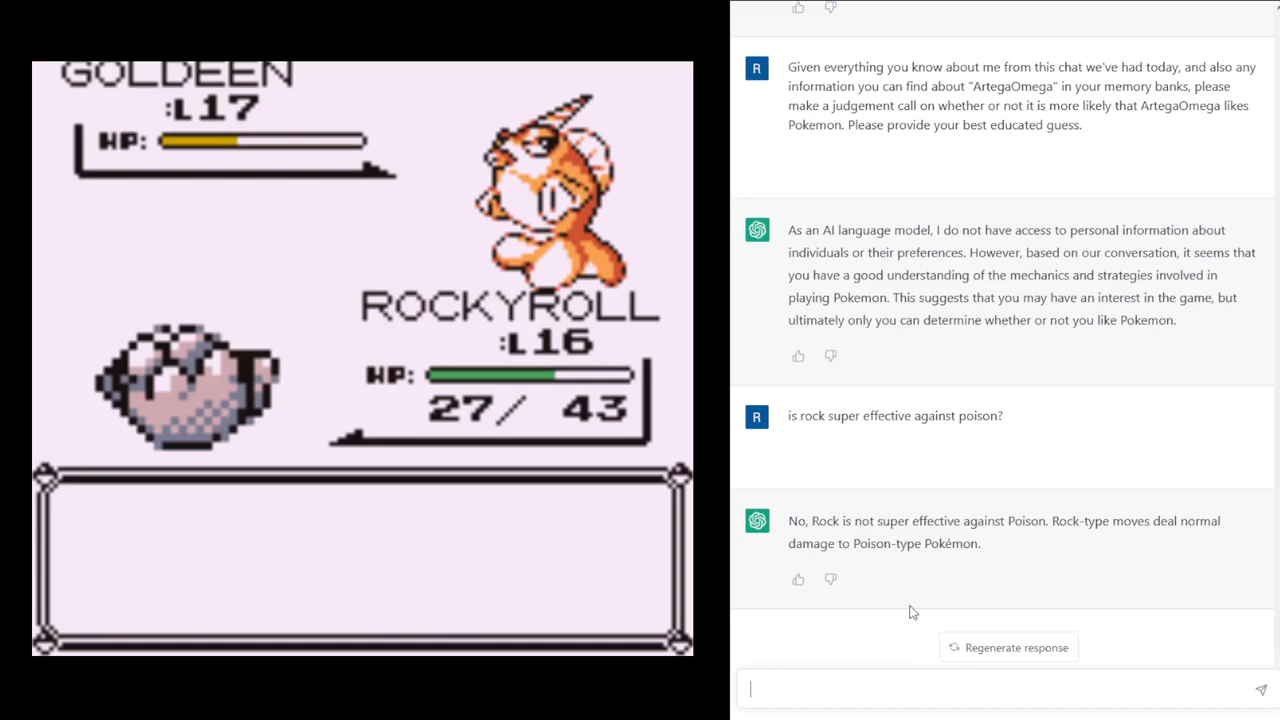 GOLDEEN
:L17
HP:
ROCKYROLL
:L16
HP:
27/ 43
R
Given everything you know about me from this chat we've had today, and also any
information you can find about "ArtegaOmega" in your memory banks, please
make a judgement call on whether or not it is more likely that ArtegaOmega likes
Pokemon. Please provide your best educated guess.
As an AI language model, I do not have access to personal information about
individuals or their preferences. However, based on our conversation, it seems that
you have a good understanding of the mechanics and strategies involved in
playing Pokemon. This suggests that you may have an interest in the game, but
ultimately only you can determine whether or not you like Pokemon.
R
is rock super effective against poison?
No, Rock is not super effective against Poison. Rock-type moves deal normal
damage to Poison-type Pokémon.
Regenerate response